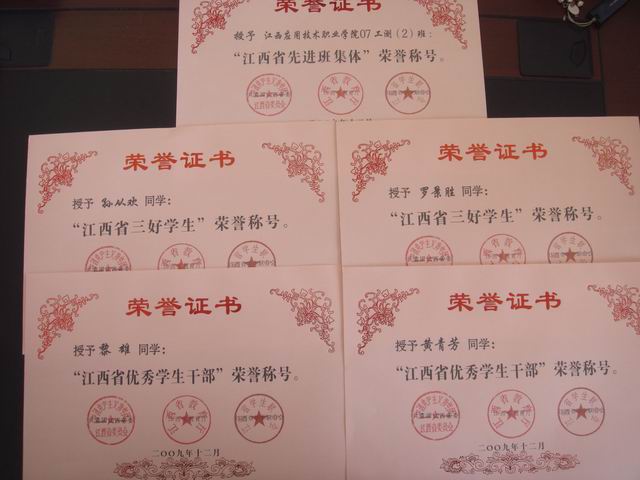 荣誉证书
授予 江西应用技术职业学院07工测(2)班:
“江西省先进班集体”荣誉称号。
荣誉证书
授予 孙从欢 同学:
“江西省三好学生”荣誉称号。
荣誉证书
授予 罗景胜 同学:
“江西省三好学生”荣誉称号。
荣誉证书
授予 黎雄 同学:
“江西省优秀学生干部”荣誉称号。
二〇〇九年十二月
荣誉证书
授予 黄青芳 同学:
“江西省优秀学生干部”荣誉称号。
二〇〇九年十二月